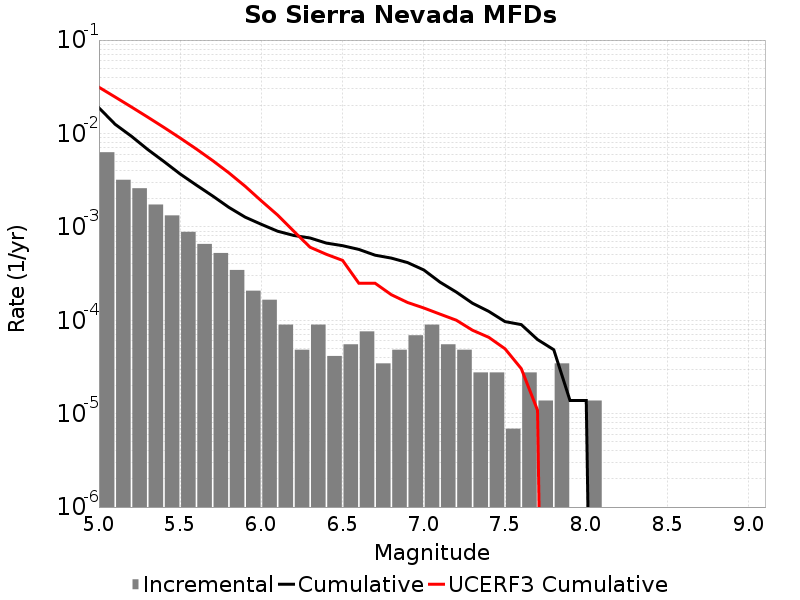 So Sierra Nevada MFDs
10-1
10-2
10-3
10-4
10-5
10-6
Rate (1/yr)
5.0 5.5 6.0 6.5 7.0 7.5 8.0 8.5 9.0
Magnitude
Incremental Cumulative UCERF3 Cumulative